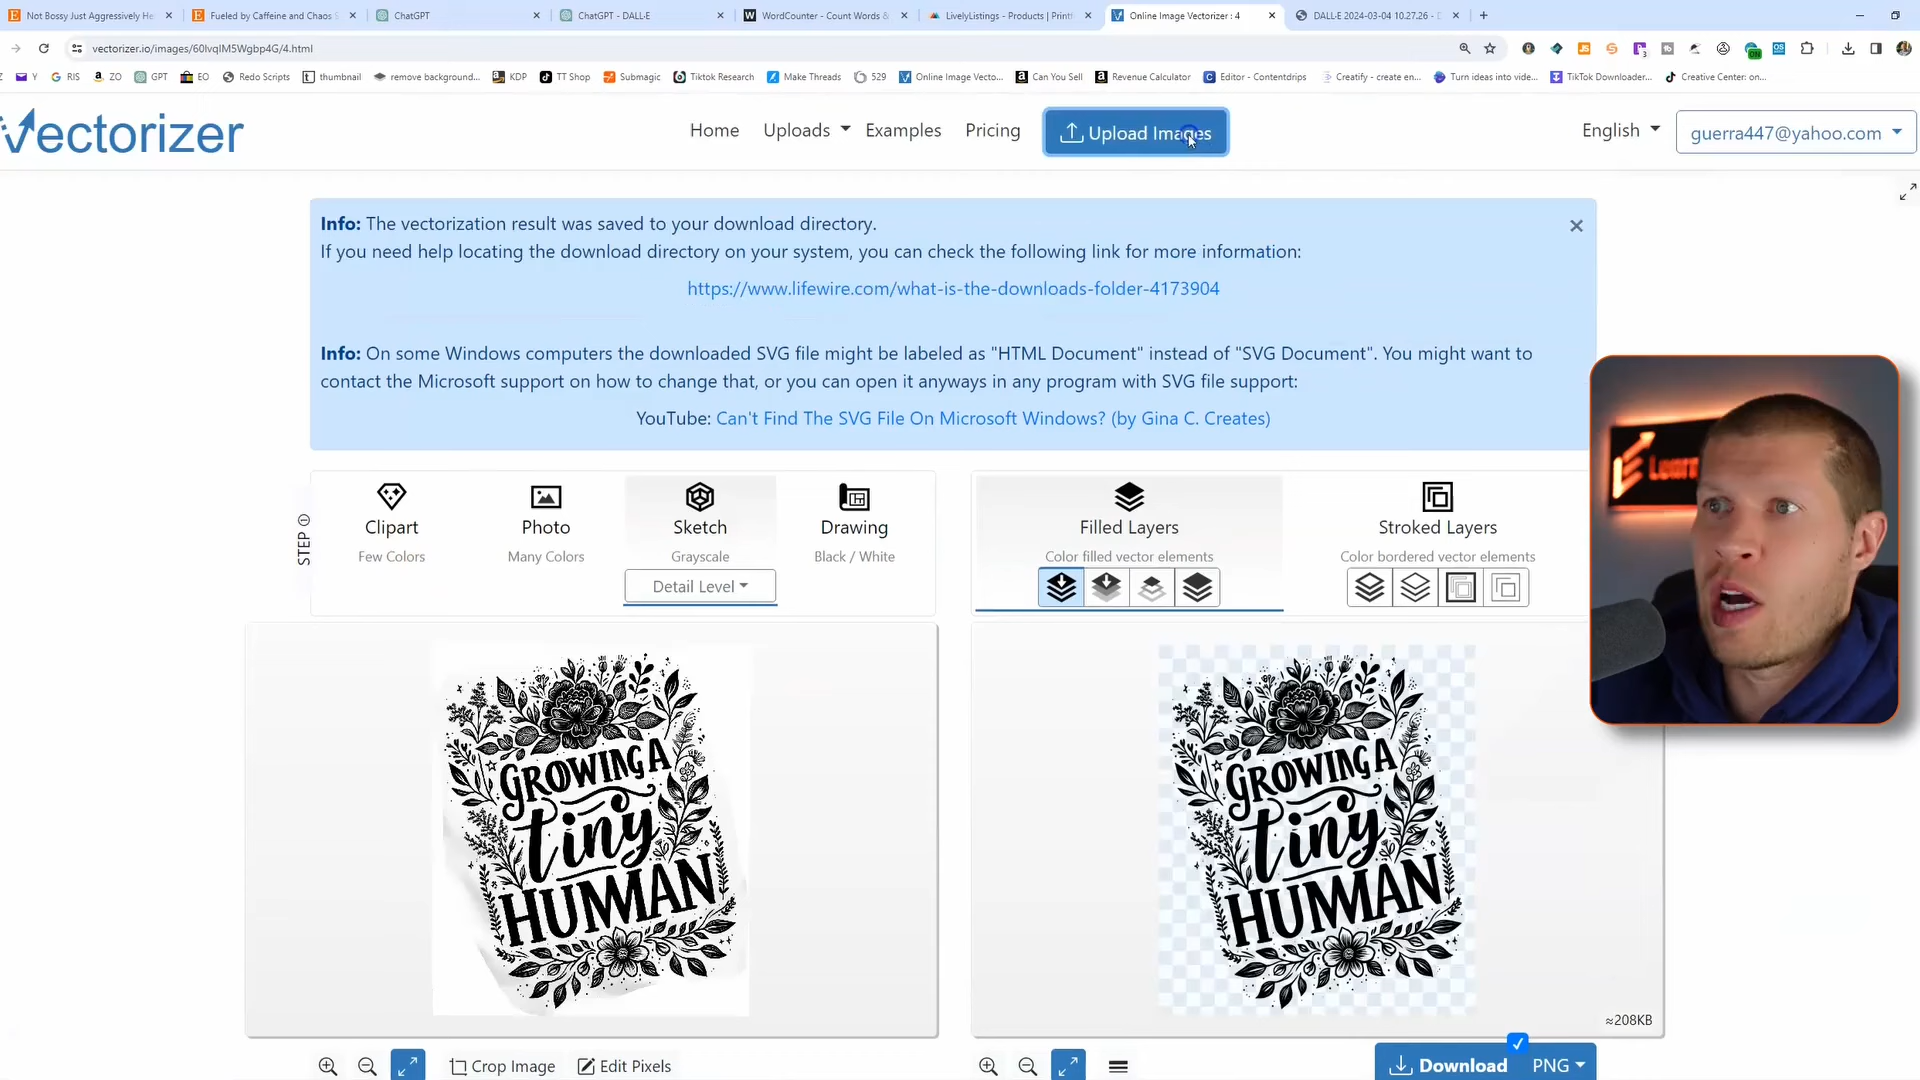 Not Bossy Just Aggressively He
Fueled by Caffeine and Chaos S
ChatGPT
ChatGPT - DALL·E
WordCounter - Count Words &
LivelyListings - Products | Printi
Online Image Vectorizer : 4
DALL·E 2024-03-04 10.27.26 - D
vectorizer.io/images/60IvqIM5Wgbp4G/4.html
Z Y RIS ZO GPT EO Redo Scripts thumbnail remove background... KDP TT Shop Submagic Tiktok Research Make Threads 529 Online Image Vecto... Can You Sell Revenue Calculator Editor - Contentdrips Creatify - create en... Turn ideas into vide... TikTok Downloader... Creative Center: on...
Vectorizer
Home Uploads Examples Pricing Upload Images English guerra447@yahoo.com
Info: The vectorization result was saved to your download directory.
If you need help locating the download directory on your system, you can check the following link for more information:
https://www.lifewire.com/what-is-the-downloads-folder-4173904
Info: On some Windows computers the downloaded SVG file might be labeled as "HTML Document" instead of "SVG Document". You might want to
contact the Microsoft support on how to change that, or you can open it anyways in any program with SVG file support:
YouTube: Can't Find The SVG File On Microsoft Windows? (by Gina C. Creates)
STEP 1
Clipart Photo Sketch Drawing
Few Colors Many Colors Grayscale Black / White
Detail Level
Filled Layers Stroked Layers
Color filled vector elements Color bordered vector elements
GROWING A
tiny
HUMAN
GROWING A
tiny
HUMAN
≈208KB
Crop Image Edit Pixels
Download PNG